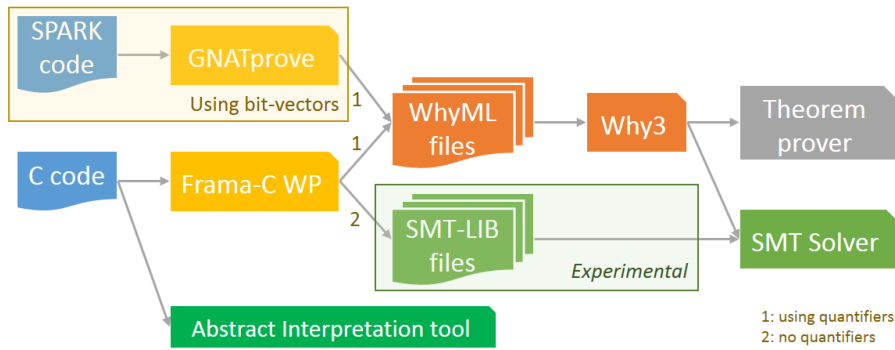 SPARK
code
GNATprove
Using bit-vectors
1
WhyML
files
Why3
Theorem
prover
1
C code
Frama-C WP
2
SMT-LIB
files
Experimental
SMT Solver
Abstract Interpretation tool
1: using quantifiers
2: no quantifiers